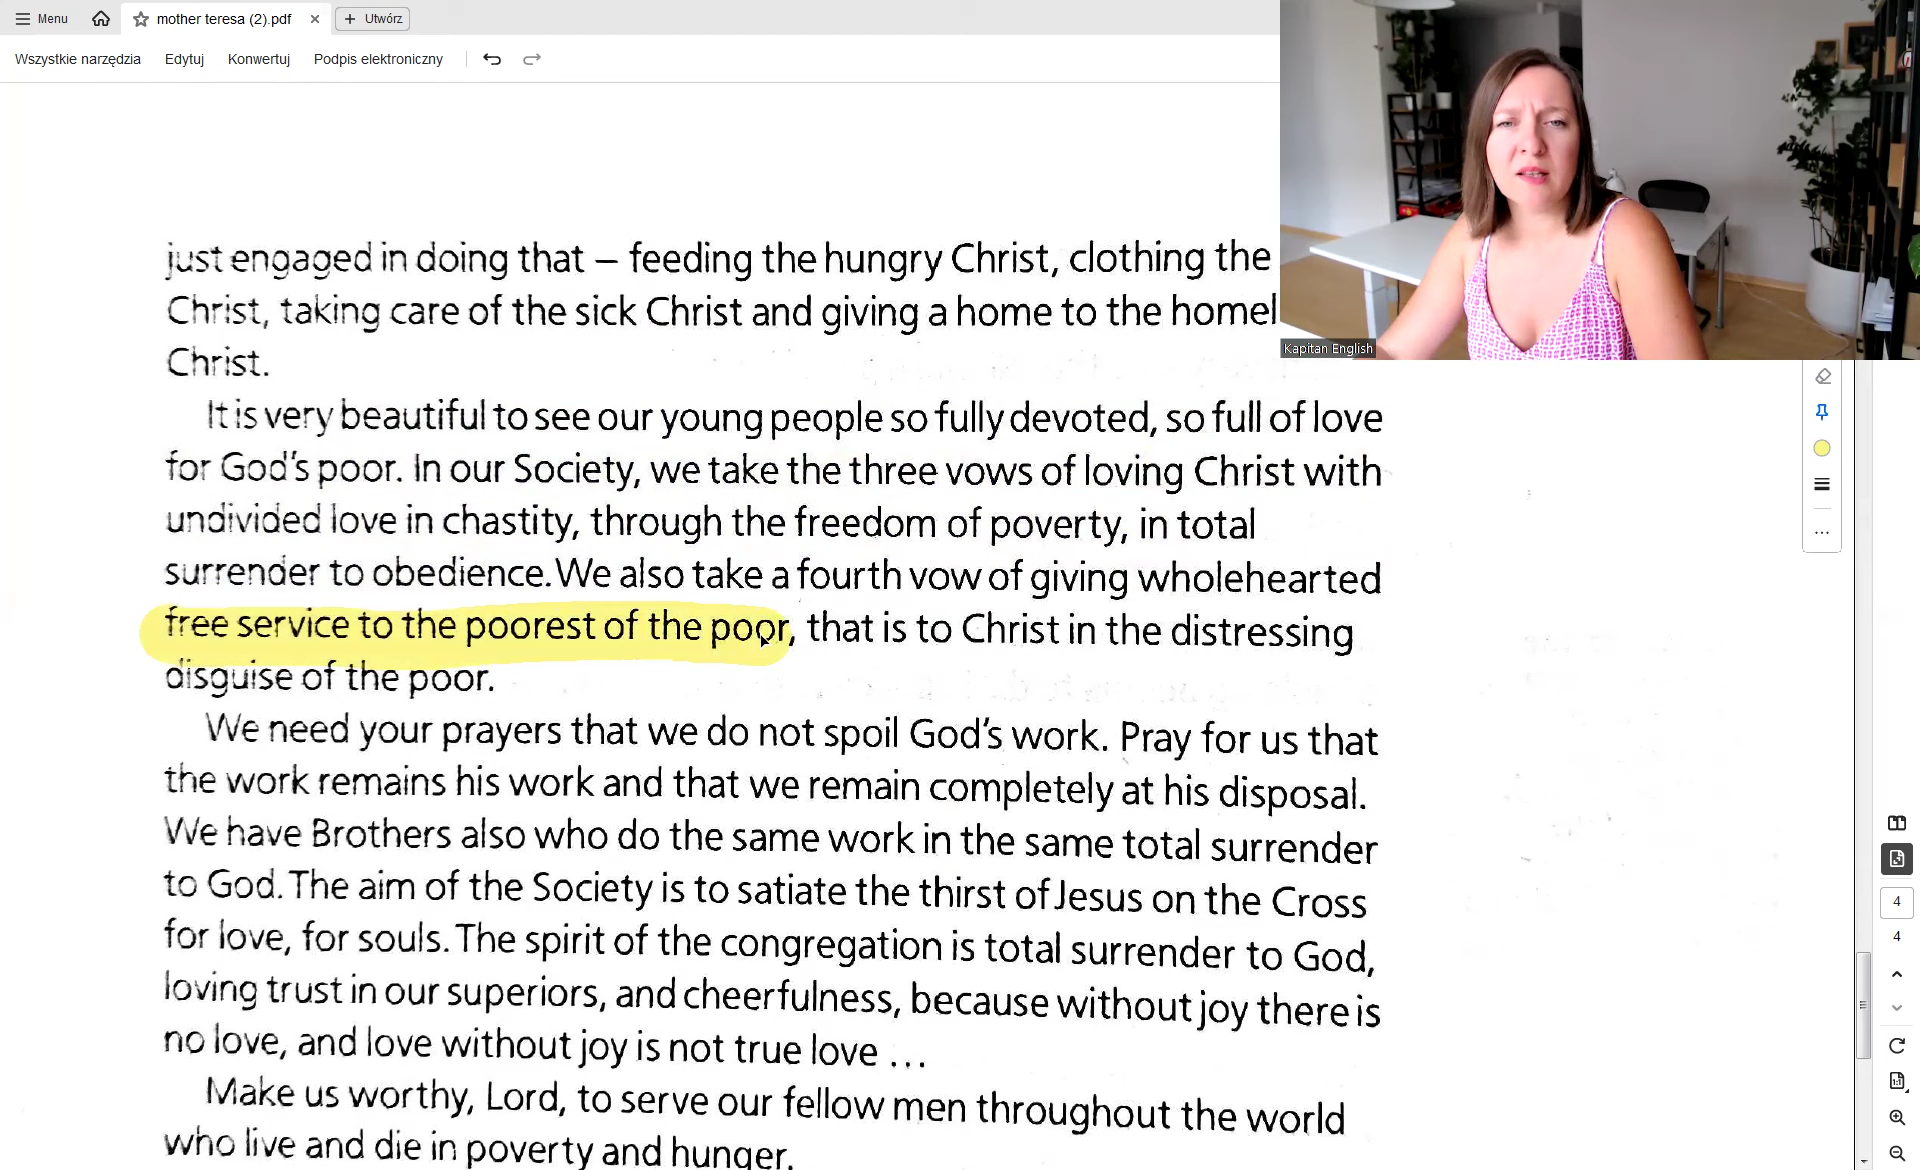 Menu
mother teresa (2).pdf
Utwórz
Wszystkie narzędzia
Edytuj
Konwertuj
Podpis elektroniczny
Kapitan English
just engaged in doing that – feeding the hungry Christ, clothing the
Christ, taking care of the sick Christ and giving a home to the homel
Christ.
It is very beautiful to see our young people so fully devoted, so full of love
for God's poor. In our Society, we take the three vows of loving Christ with
undivided love in chastity, through the freedom of poverty, in total
surrender to obedience. We also take a fourth vow of giving wholehearted
free service to the poorest of the poor, that is to Christ in the distressing
disguise of the poor.
We need your prayers that we do not spoil God's work. Pray for us that
the work remains his work and that we remain completely at his disposal.
We have Brothers also who do the same work in the same total surrender
to God. The aim of the Society is to satiate the thirst of Jesus on the Cross
for love, for souls. The spirit of the congregation is total surrender to God,
loving trust in our superiors, and cheerfulness, because without joy there is
no love, and love without joy is not true love ...
Make us worthy, Lord, to serve our fellow men throughout the world
who live and die in poverty and hunger.
4
4
1:1